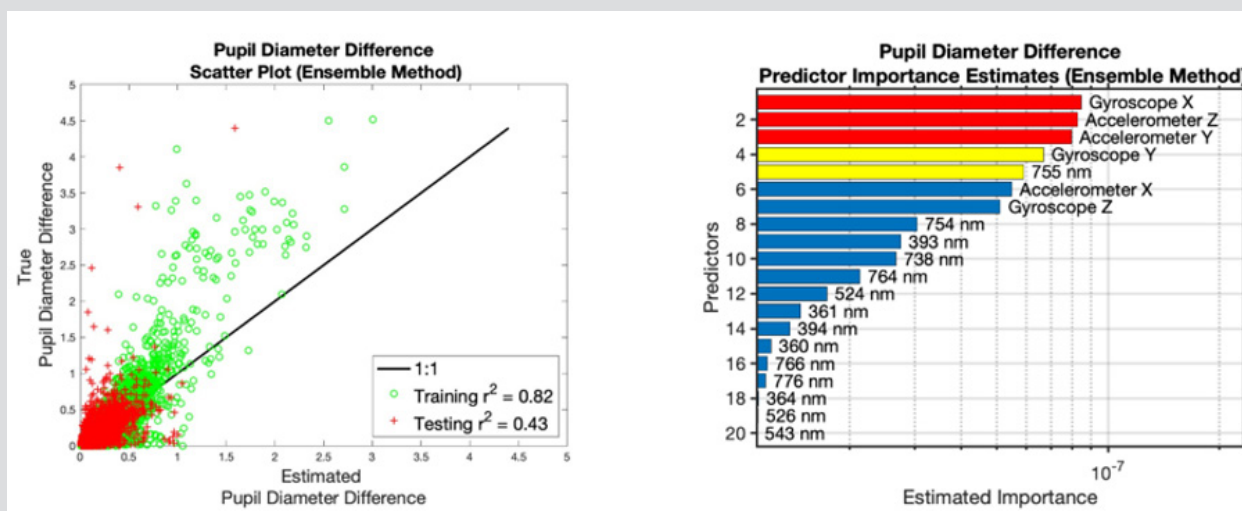 Pupil Diameter Difference
Scatter Plot (Ensemble Method)
5
4.5
4
3.5
3
2.5
2
1.5
1
0.5
0
True
Pupil Diameter Difference
1:1
Training r² = 0.82
Testing r² = 0.43
0 0.5 1 1.5 2 2.5 3 3.5 4 4.5 5
Estimated
Pupil Diameter Difference
Pupil Diameter Difference
Predictor Importance Estimates (Ensemble Method)
Predictors
Gyroscope X
2 Accelerometer Z
Accelerometer Y
4 Gyroscope Y
755 nm
6 Accelerometer X
Gyroscope Z
8 754 nm
393 nm
10 738 nm
764 nm
12 524 nm
361 nm
14 394 nm
360 nm
16 766 nm
776 nm
18 364 nm
526 nm
20 543 nm
10⁻⁷
Estimated Importance